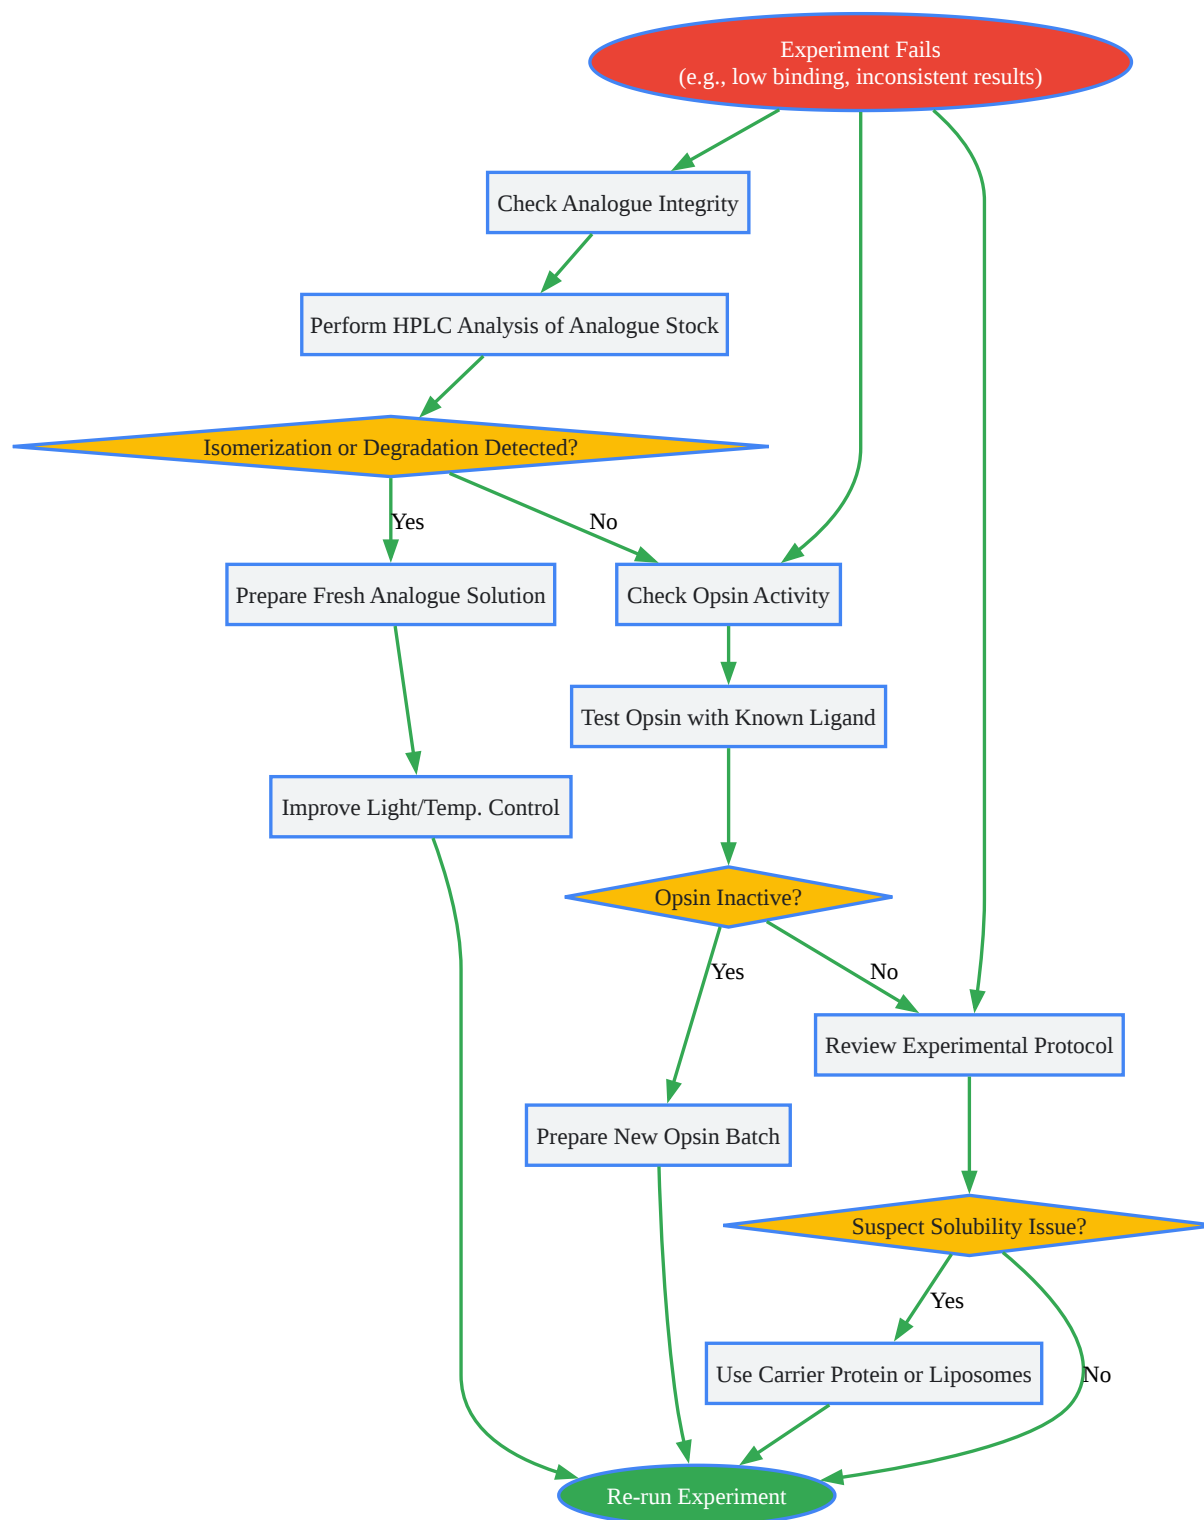 Experiment Fails
(e.g., low binding, inconsistent results)
Check Analogue Integrity
Perform HPLC Analysis of Analogue Stock
Isomerization or Degradation Detected?
Yes
No
Prepare Fresh Analogue Solution
Check Opsin Activity
Test Opsin with Known Ligand
Improve Light/Temp. Control
Opsin Inactive?
Yes
No
Review Experimental Protocol
Prepare New Opsin Batch
Suspect Solubility Issue?
Yes
Use Carrier Protein or Liposomes
No
Re-run Experiment